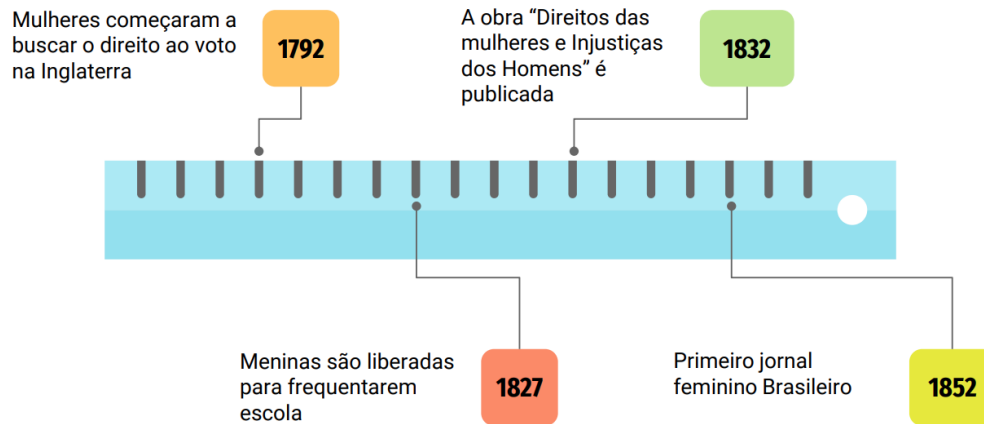 Mulheres começaram a
buscar o direito ao voto
na Inglaterra
1792
A obra “Direitos das
mulheres e Injustiças
dos Homens” é
publicada
1832
Meninas são liberadas
para frequentarem
escola
1827
Primeiro jornal
feminino Brasileiro
1852